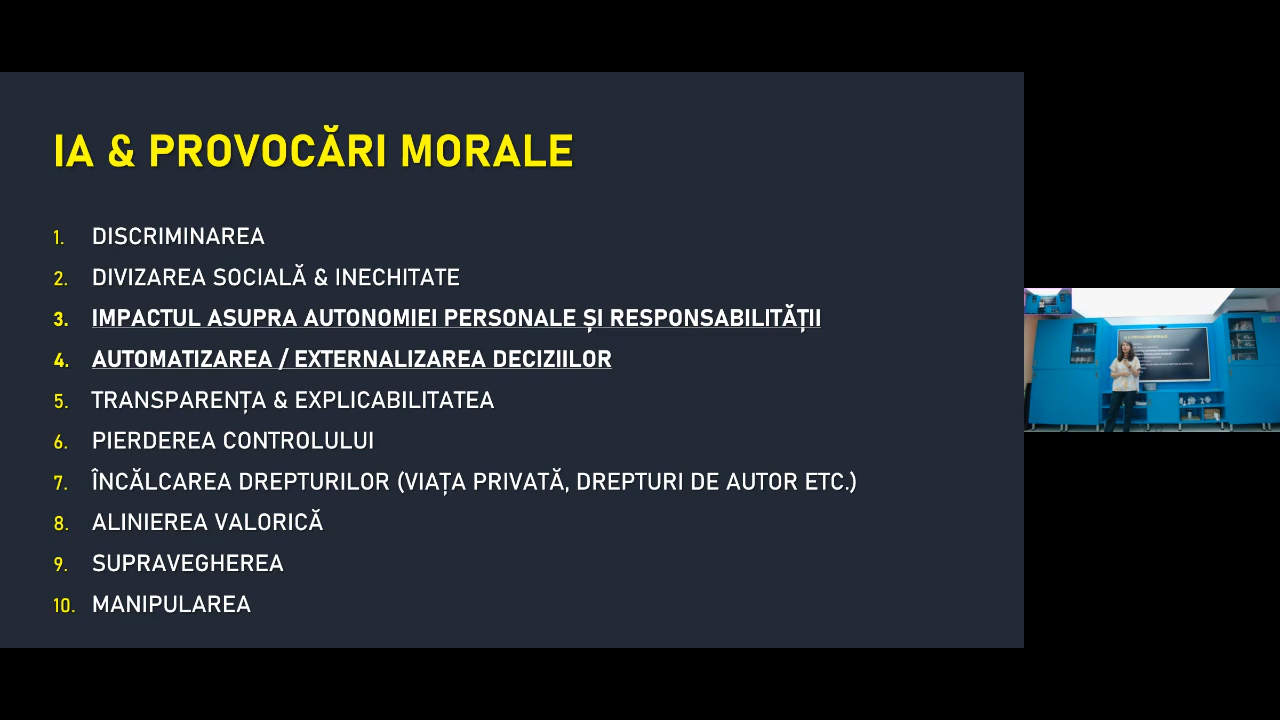 IA & PROVOCĂRI MORALE
1. DISCRIMINAREA
2. DIVIZAREA SOCIALĂ & INECHITATE
3. IMPACTUL ASUPRA AUTONOMIEI PERSONALE ȘI RESPONSABILITĂȚII
4. AUTOMATIZAREA / EXTERNALIZAREA DECIZIILOR
5. TRANSPARENȚA & EXPLICABILITATEA
6. PIERDEREA CONTROLULUI
7. ÎNCĂLCAREA DREPTURILOR (VIAȚA PRIVATĂ, DREPTURI DE AUTOR ETC.)
8. ALINIEREA VALORICĂ
9. SUPRAVEGHEREA
10. MANIPULAREA